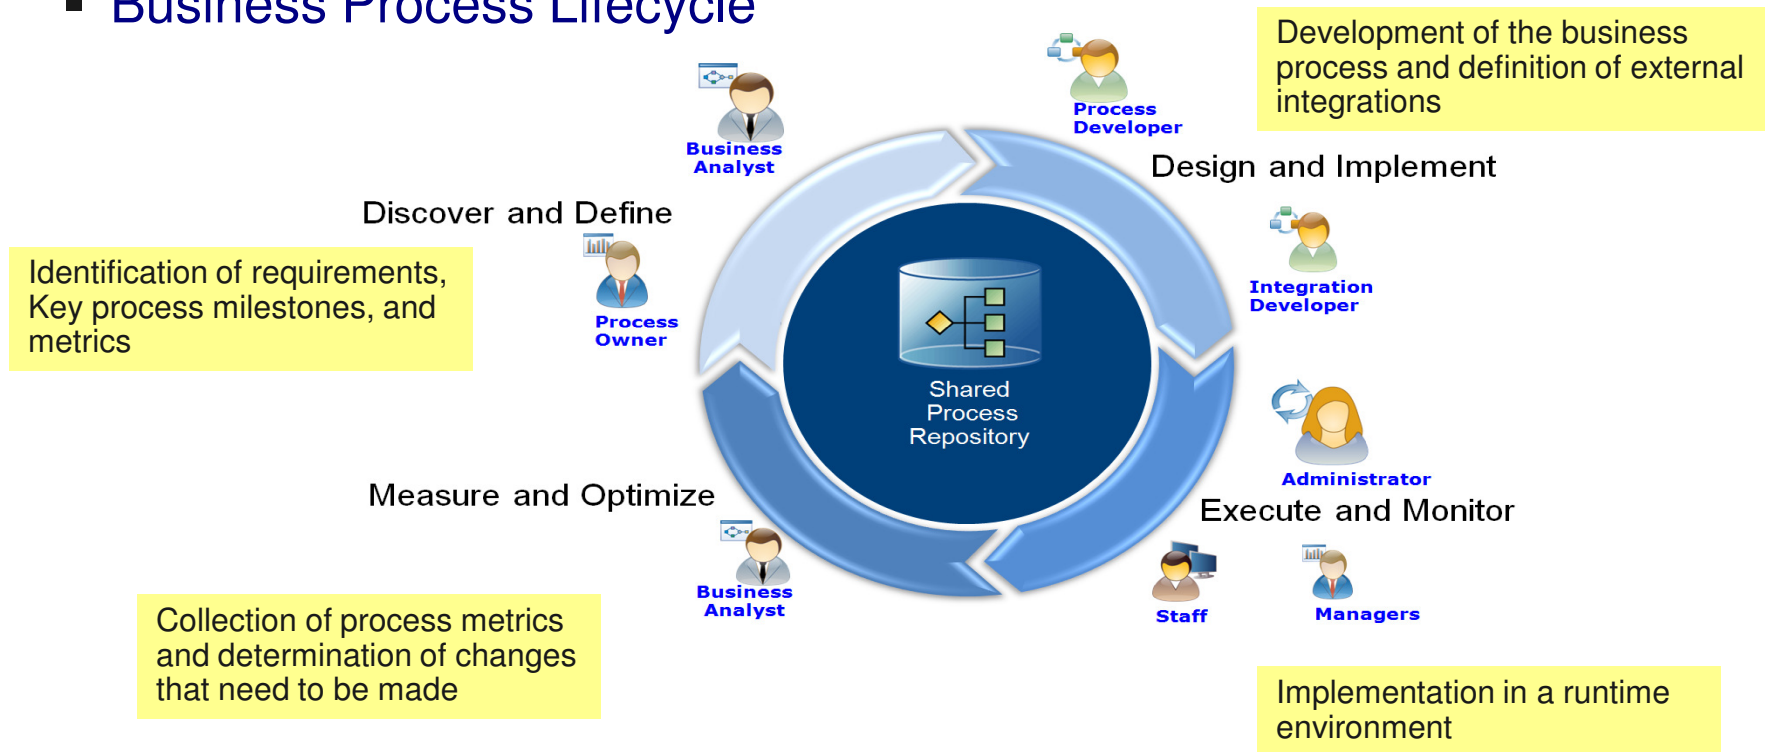 Business Process Lifecycle
Development of the business
process and definition of external
integrations
Process
Developer
Business
Analyst
Design and Implement
Discover and Define
Identification of requirements,
Key process milestones, and
metrics
Process
Owner
Integration
Developer
Shared
Process
Repository
Administrator
Measure and Optimize
Execute and Monitor
Business
Analyst
Staff
Managers
Collection of process metrics
and determination of changes
that need to be made
Implementation in a runtime
environment